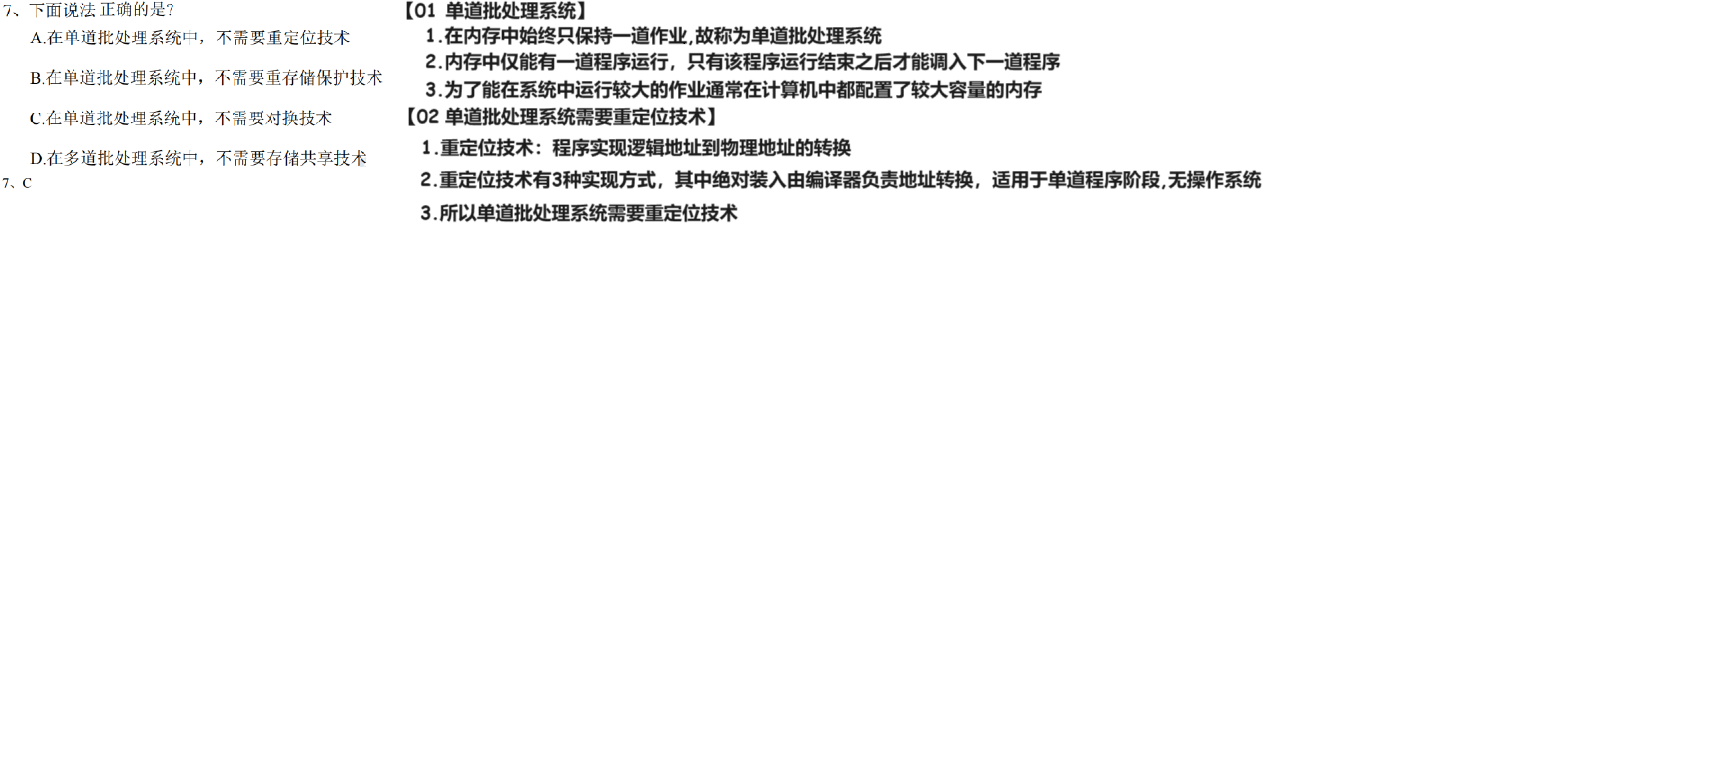 7、下面说法正确的是?
A.在单道批处理系统中，不需要重定位技术
B.在单道批处理系统中，不需要重存储保护技术
C.在单道批处理系统中，不需要对换技术
D.在多道批处理系统中，不需要存储共享技术
7、C
【01 单道批处理系统】
1.在内存中始终只保持一道作业,故称为单道批处理系统
2.内存中仅能有一道程序运行，只有该程序运行结束之后才能调入下一道程序
3.为了能在系统中运行较大的作业通常在计算机中都配置了较大容量的内存
【02 单道批处理系统需要重定位技术】
1.重定位技术：程序实现逻辑地址到物理地址的转换
2.重定位技术有3种实现方式，其中绝对装入由编译器负责地址转换，适用于单道程序阶段,无操作系统
3.所以单道批处理系统需要重定位技术